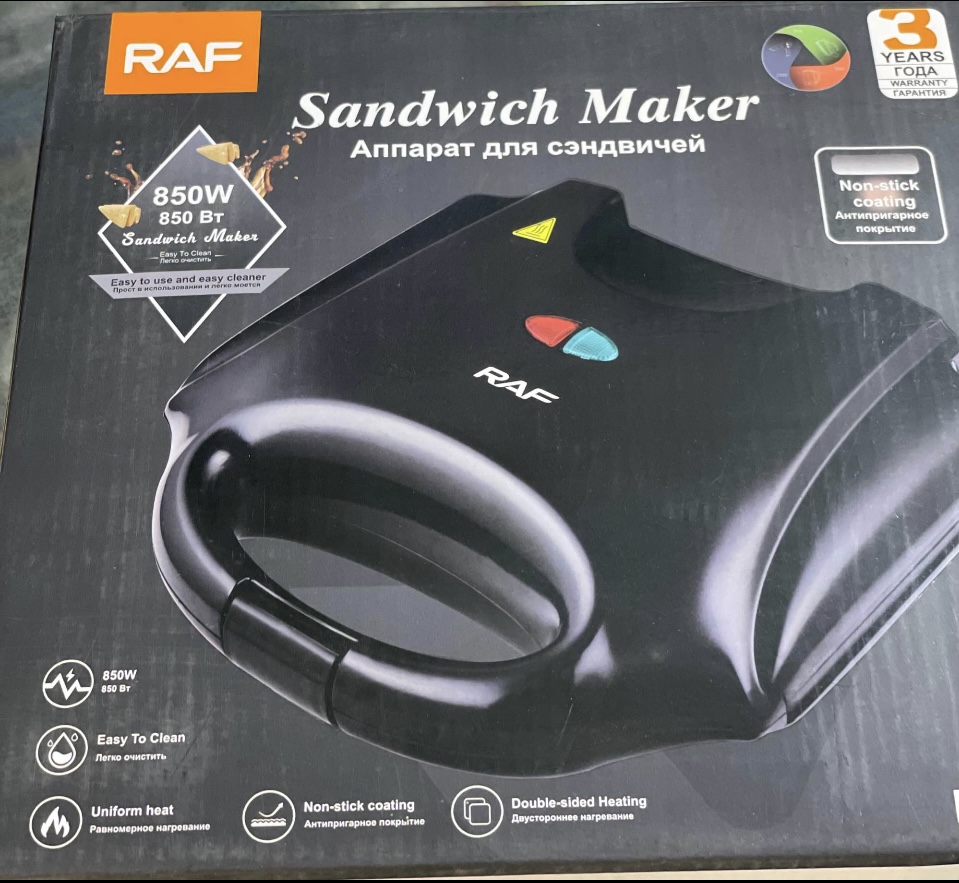 RAF
3
YEARS
ГОДА
WARRANTY
ГАРАНТИЯ
Sandwich Maker
Аппарат для сэндвичей
850W
850 Вт
Sandwich Maker
Easy To Clean
Легко очистить
Easy to use and easy cleaner
Прост в использовании и легко моется
Non-stick
coating
Антипригарное
покрытие
RAF
850W
850 Вт
Easy To Clean
Легко очистить
Uniform heat
Равномерное нагревание
Non-stick coating
Антипригарное покрытие
Double-sided Heating
Двустороннее нагревание